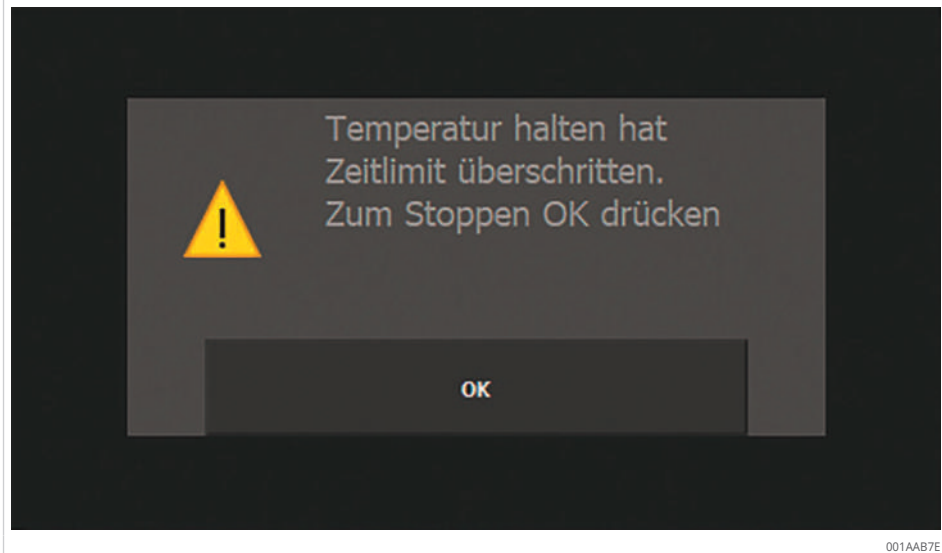 Temperatur halten hat
Zeitlimit überschritten.
Zum Stoppen OK drücken
OK
001AAB7E